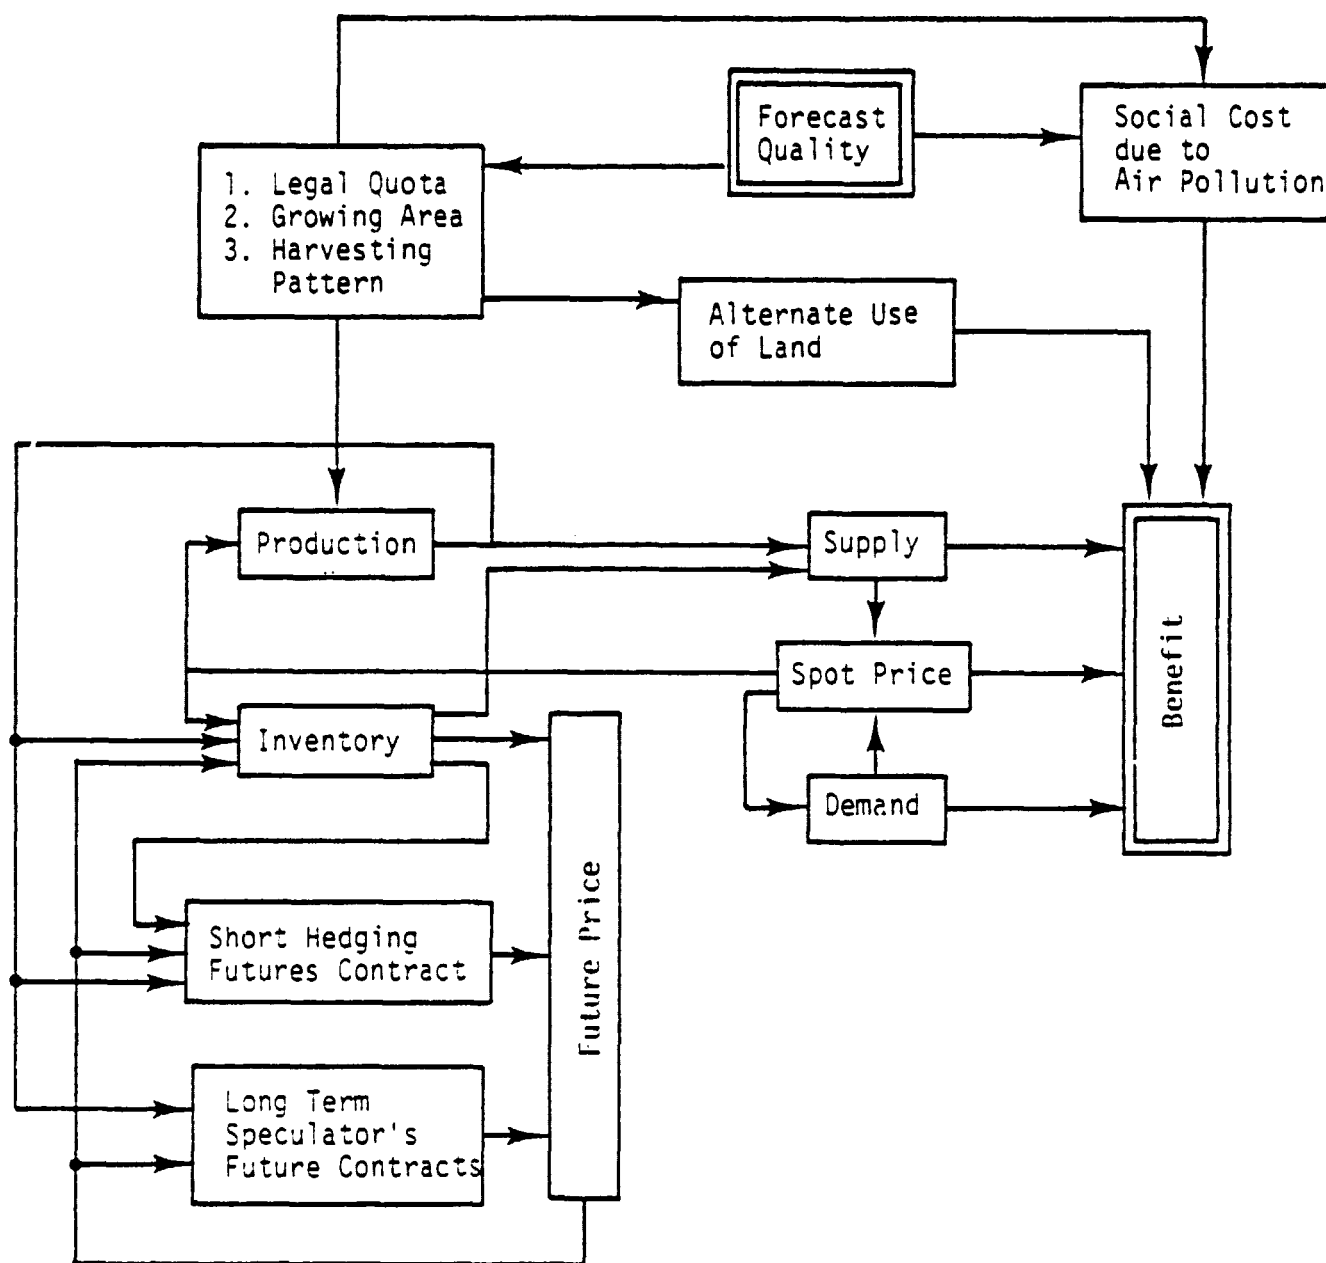 Forecast
Quality
Social Cost
due to
Air Pollution
1. Legal Quota
2. Growing Area
3. Harvesting
Pattern
Alternate Use
of Land
Production
Supply
Spot Price
Benefit
Inventory
Demand
Short Hedging
Futures Contract
Future Price
Long Term
Speculator's
Future Contracts